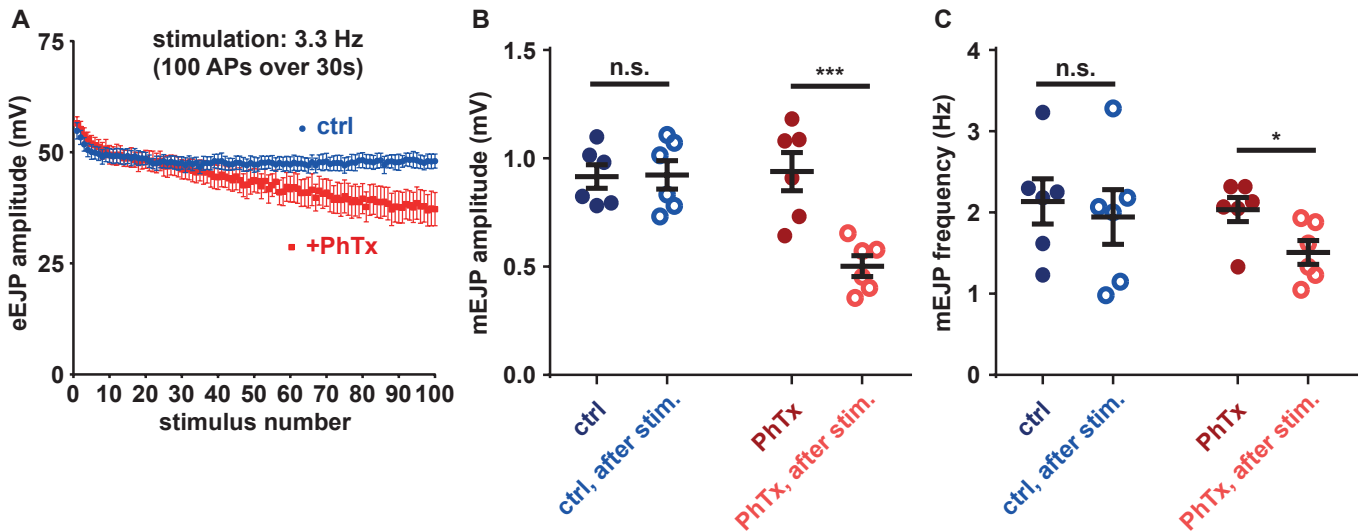 A
stimulation: 3.3 Hz
(100 APs over 30s)
eEJP amplitude (mV)
75
50
25
0
ctrl
+PhTx
0 10 20 30 40 50 60 70 80 90 100
stimulus number
B
mEJP amplitude (mV)
1.5
1.0
0.5
0.0
n.s.
***
ctrl
ctrl, after stim.
PhTx
PhTx, after stim.
C
mEJP frequency (Hz)
4
3
2
1
0
n.s.
*
ctrl
ctrl, after stim.
PhTx
PhTx, after stim.